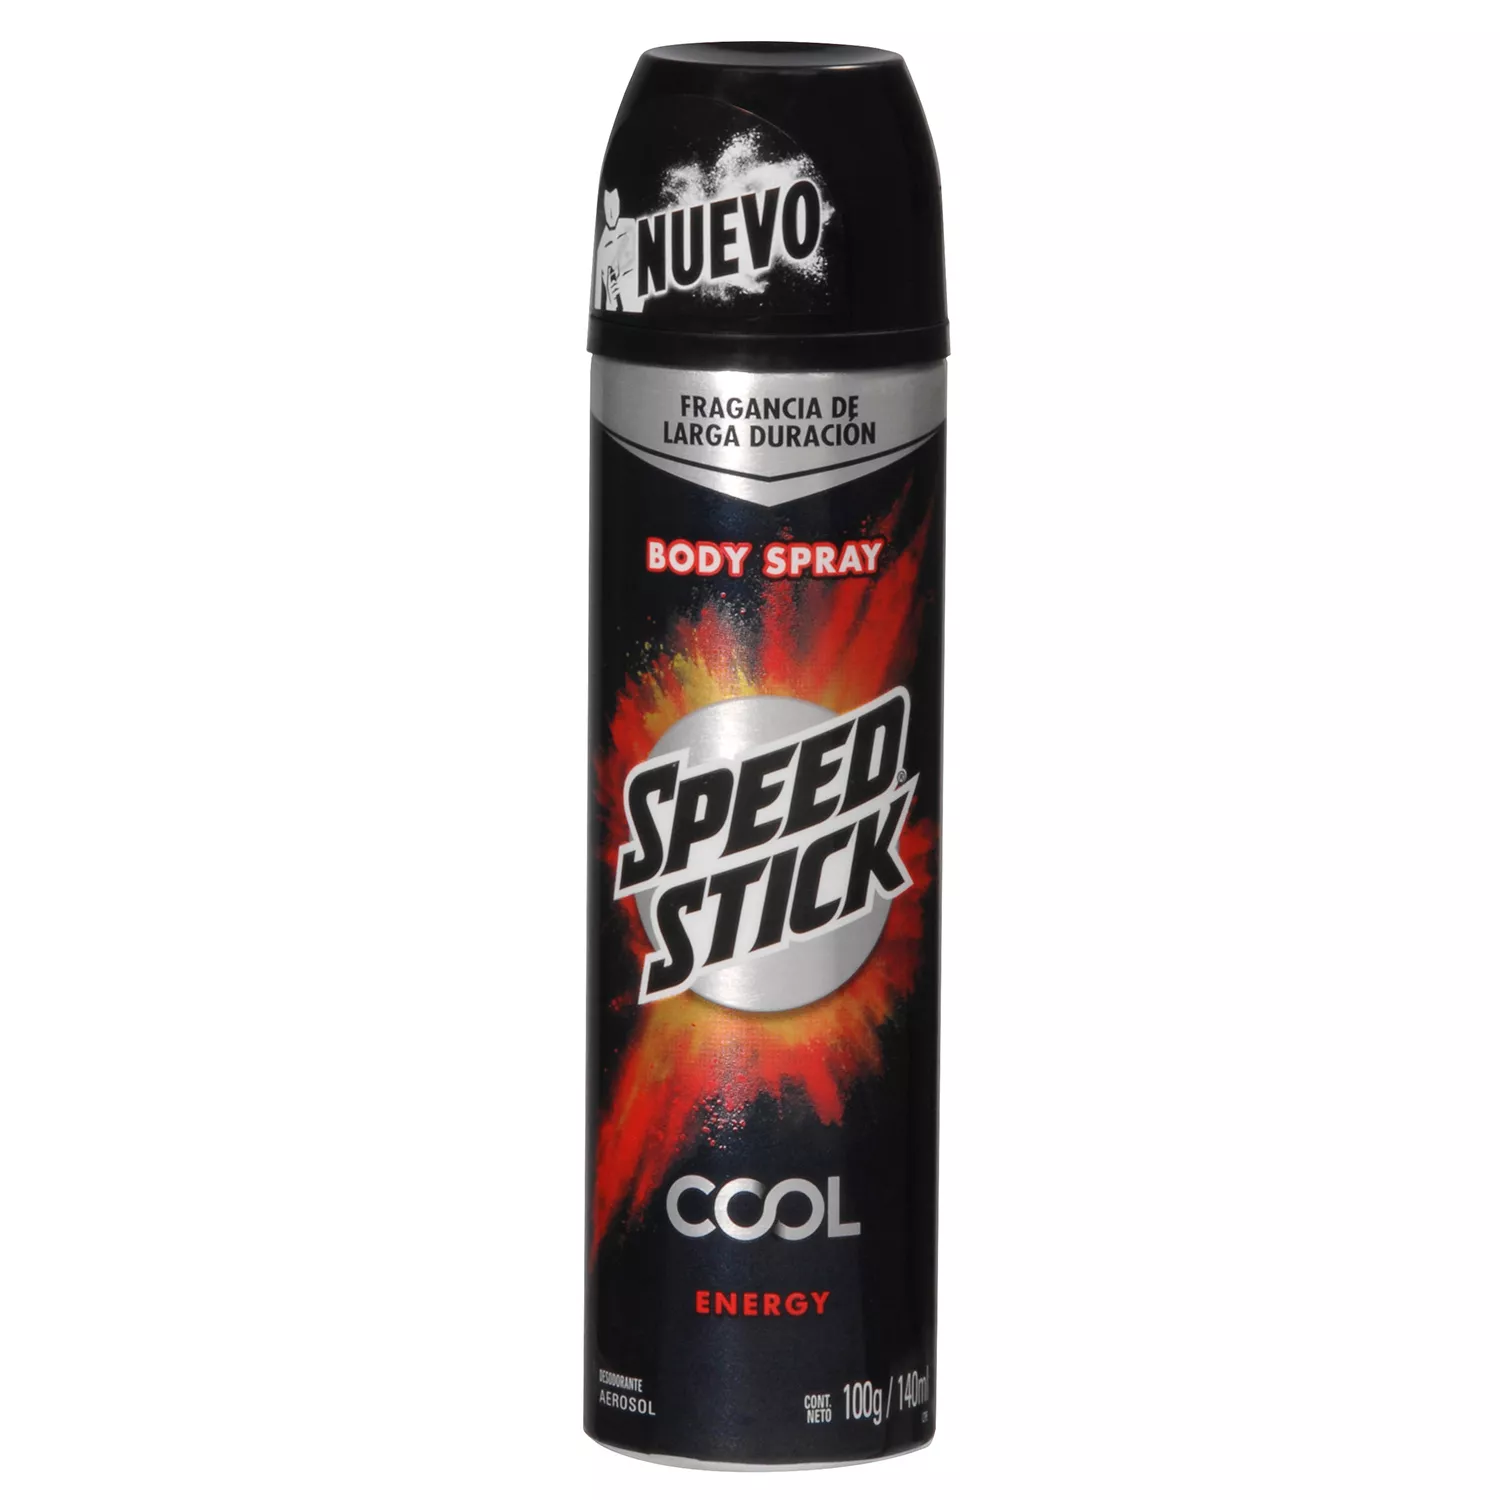 NUEVO
FRAGANCIA DE
LARGA DURACIÓN
BODY SPRAY
SPEED®
STICK
COOL
ENERGY
DESODORANTE
AEROSOL
CONT.
NETO 100g / 140ml